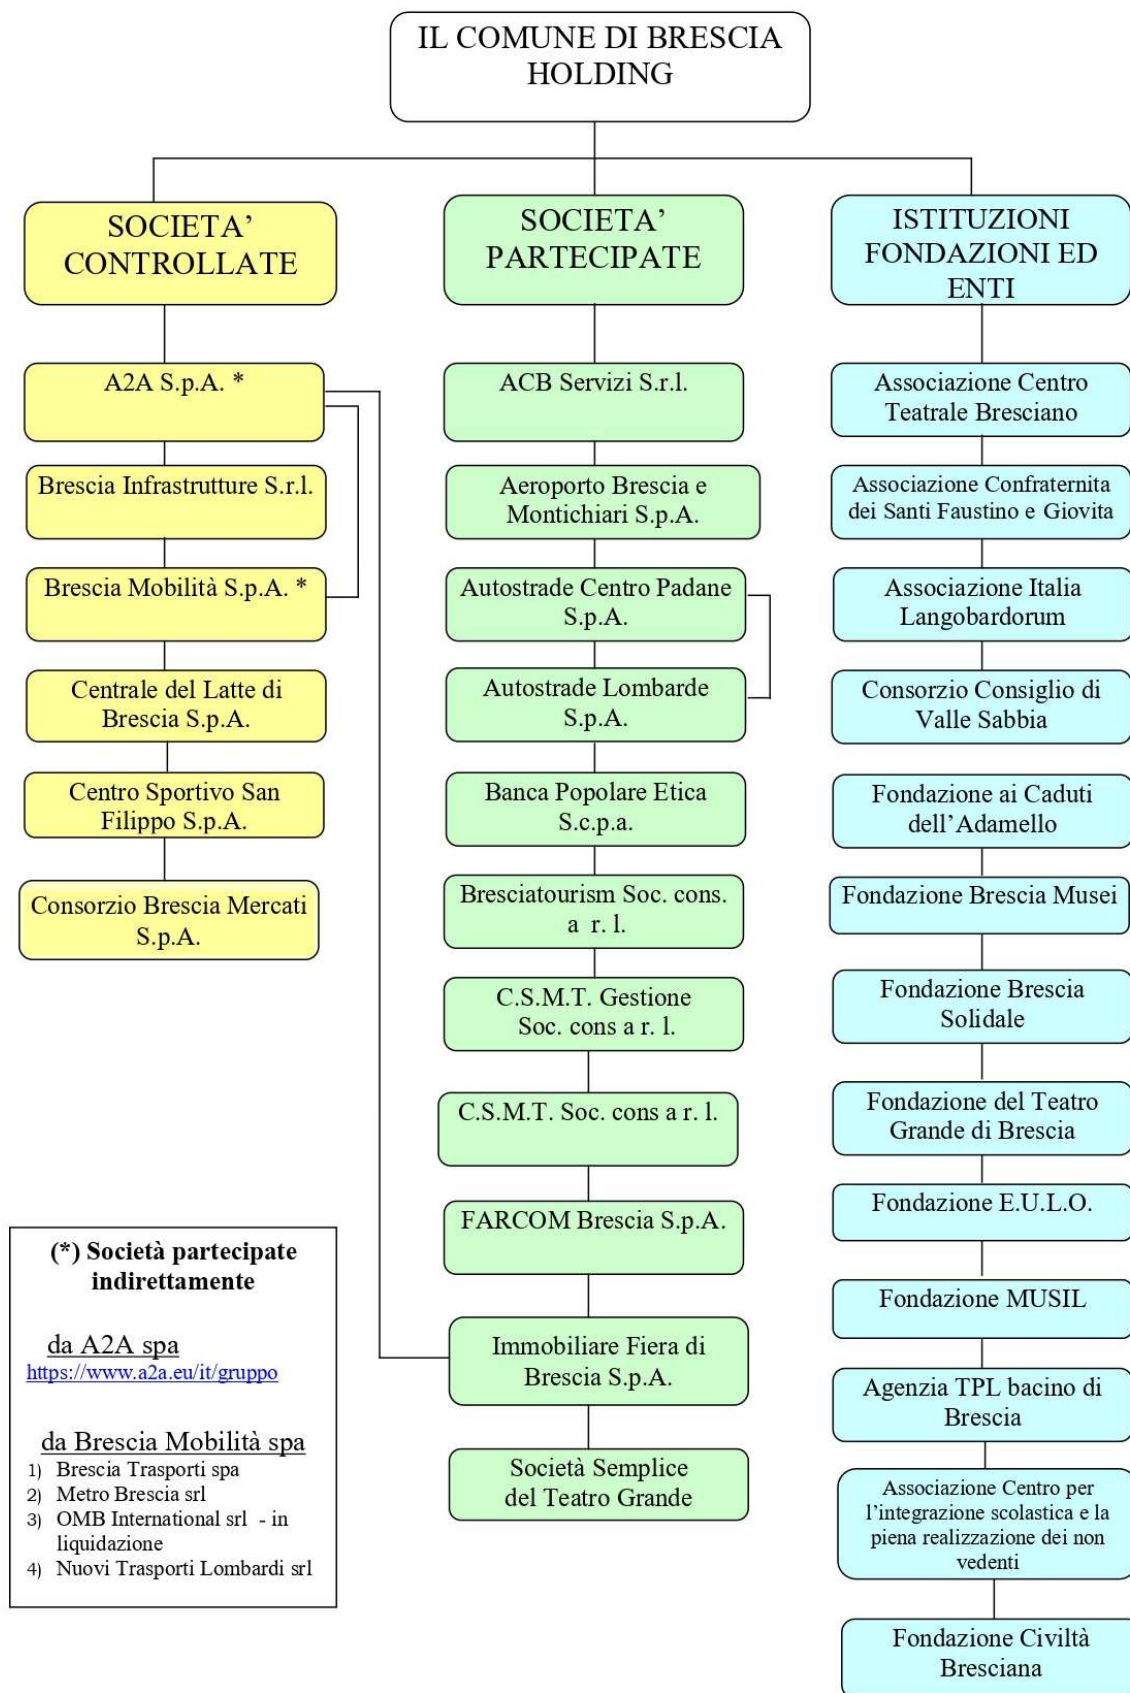 IL COMUNE DI BRESCIA
HOLDING
SOCIETA’
CONTROLLATE
A2A S.p.A. *
Brescia Infrastrutture S.r.l.
Brescia Mobilità S.p.A. *
Centrale del Latte di
Brescia S.p.A.
Centro Sportivo San
Filippo S.p.A.
Consorzio Brescia Mercati
S.p.A.
SOCIETA’
PARTECIPATE
ACB Servizi S.r.l.
Aeroporto Brescia e
Montichiari S.p.A.
Autostrade Centro Padane
S.p.A.
Autostrade Lombarde
S.p.A.
Banca Popolare Etica
S.c.p.a.
Bresciatourism Soc. cons.
a r. l.
C.S.M.T. Gestione
Soc. cons a r. l.
C.S.M.T. Soc. cons a r. l.
FARCOM Brescia S.p.A.
Immobiliare Fiera di
Brescia S.p.A.
Società Semplice
del Teatro Grande
ISTITUZIONI
FONDAZIONI ED
ENTI
Associazione Centro
Teatrale Bresciano
Associazione Confraternita
dei Santi Faustino e Giovita
Associazione Italia
Langobardorum
Consorzio Consiglio di
Valle Sabbia
Fondazione ai Caduti
dell’Adamello
Fondazione Brescia Musei
Fondazione Brescia
Solidale
Fondazione del Teatro
Grande di Brescia
Fondazione E.U.L.O.
Fondazione MUSIL
Agenzia TPL bacino di
Brescia
Associazione Centro per
l’integrazione scolastica e la
piena realizzazione dei non
vedenti
Fondazione Civiltà
Bresciana
(*) Società partecipate
indirettamente
da A2A spa
https://www.a2a.eu/it/gruppo
da Brescia Mobilità spa
1) Brescia Trasporti spa
2) Metro Brescia srl
3) OMB International srl - in
liquidazione
4) Nuovi Trasporti Lombardi srl